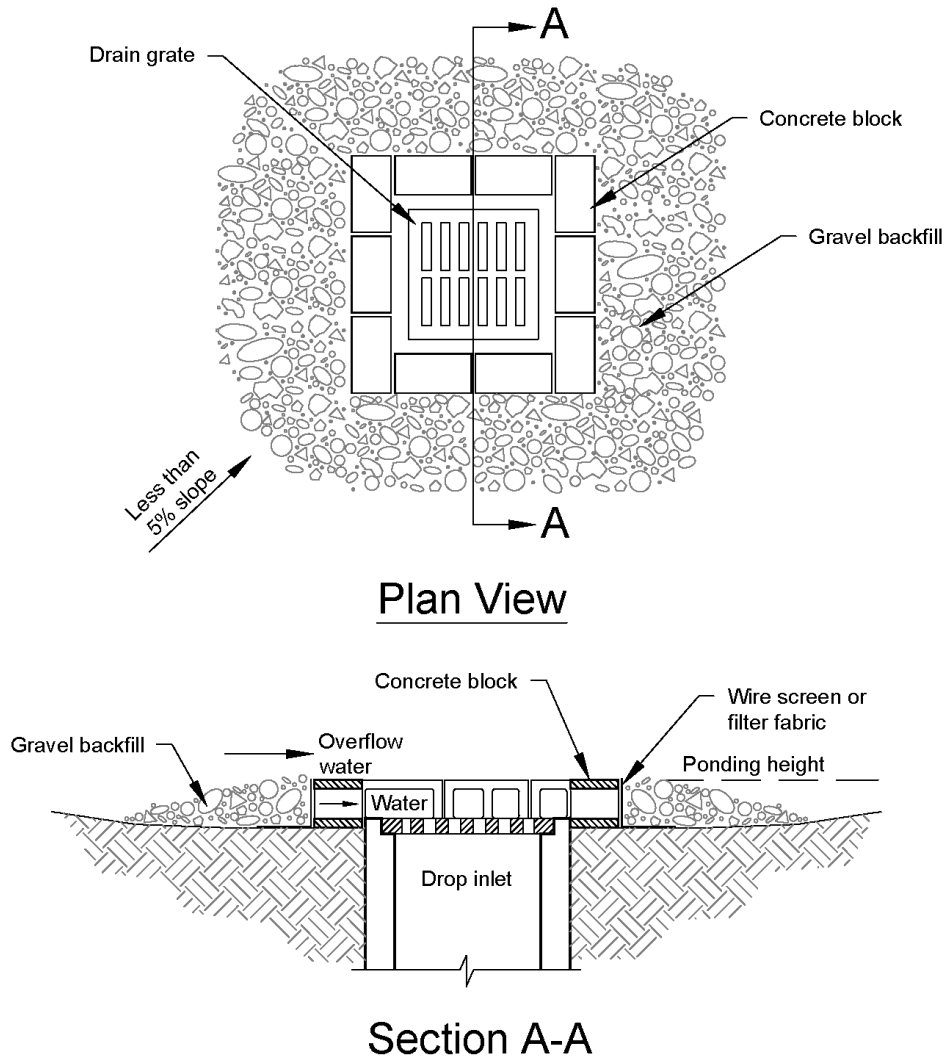 A
Drain grate
Concrete block
Gravel backfill
Less than
5% slope
A
Plan View
Concrete block
Wire screen or
filter fabric
Gravel backfill
Overflow
water
Ponding height
Water
Drop inlet
Section A-A